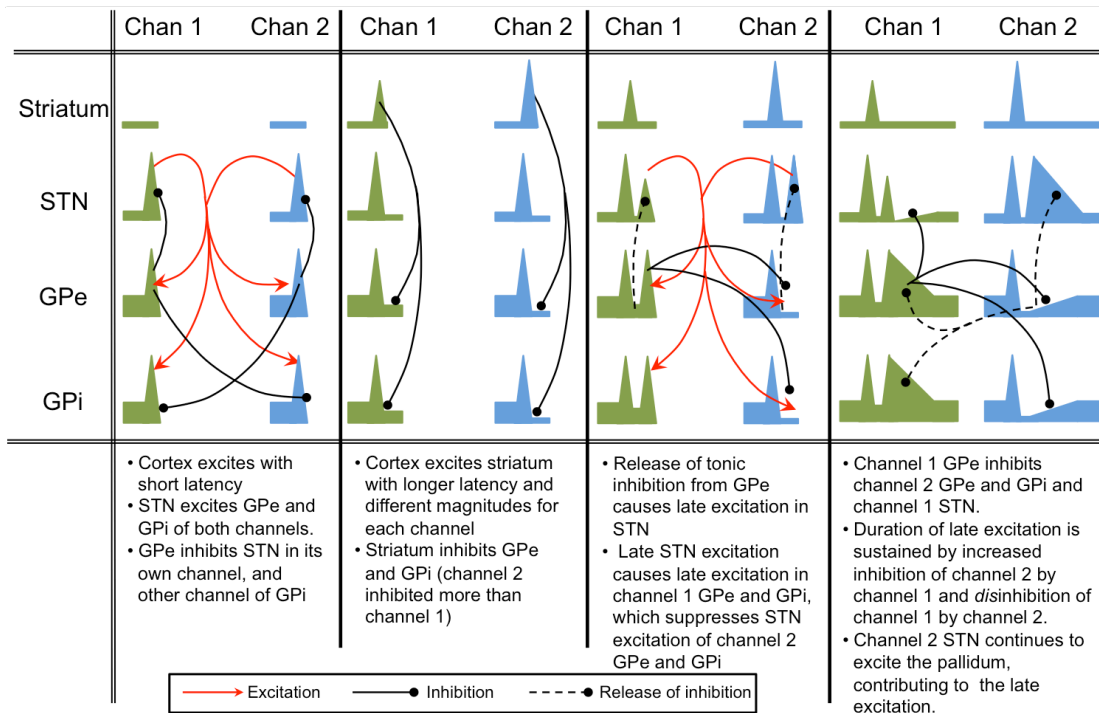 Chan 1 Chan 2 Chan 1 Chan 2 Chan 1 Chan 2 Chan 1 Chan 2
Striatum
STN
GPe
GPi
• Cortex excites with
short latency
• STN excites GPe and
GPi of both channels.
• GPe inhibits STN in its
own channel, and
other channel of GPi
• Cortex excites striatum
with longer latency and
different magnitudes for
each channel
• Striatum inhibits GPe
and GPi (channel 2
inhibited more than
channel 1)
• Release of tonic
inhibition from GPe
causes late excitation in
STN
• Late STN excitation
causes late excitation in
channel 1 GPe and GPi,
which suppresses STN
excitation of channel 2
GPe and GPi
• Channel 1 GPe inhibits
channel 2 GPe and GPi and
channel 1 STN.
• Duration of late excitation is
sustained by increased
inhibition of channel 2 by
channel 1 and disinhibition of
channel 1 by channel 2.
• Channel 2 STN continues to
excite the pallidum,
contributing to the late
excitation.
Excitation Inhibition Release of inhibition